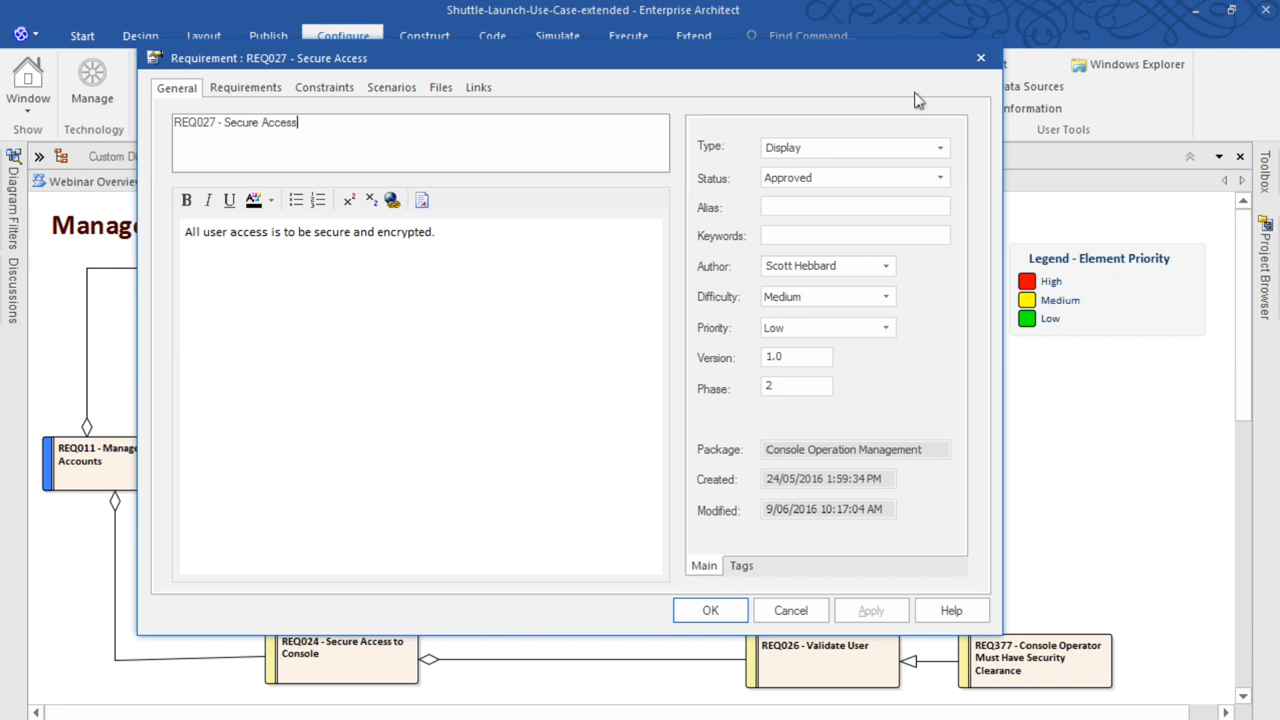 Shuttle-Launch-Use-Case-extended - Enterprise Architect
Start Design Layout Publish Configure Construct Code Simulate Execute Extend Find Command...
Requirement : REQ027 - Secure Access
Window
Show
Manage
Technology
Windows Explorer
ata Sources
nformation
User Tools
General Requirements Constraints Scenarios Files Links
REQ027 - Secure Access
B I U
x² x₂
All user access is to be secure and encrypted.
Type: Display
Status: Approved
Alias:
Keywords:
Author: Scott Hebbard
Difficulty: Medium
Priority: Low
Version: 1.0
Phase: 2
Package: Console Operation Management
Created: 24/05/2016 1:59:34 PM
Modified: 9/06/2016 10:17:04 AM
Main Tags
OK Cancel Apply Help
Custom Di
Webinar Overview
Diagram Filters
Discussions
Toolbox
Project Browser
Manage
Legend - Element Priority
High
Medium
Low
REQ011 - Manage
Accounts
REQ024 - Secure Access to
Console
REQ026 - Validate User
REQ377 - Console Operator
Must Have Security
Clearance